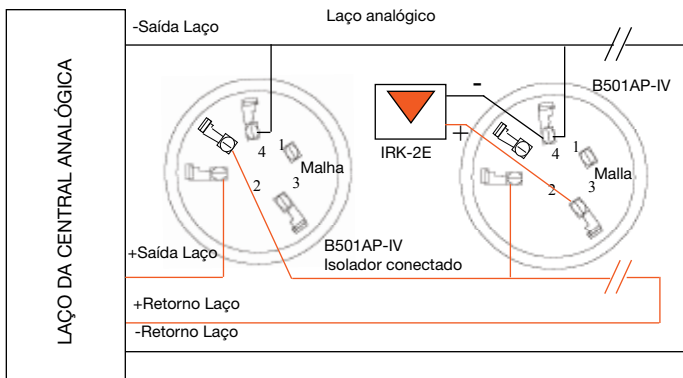 Laço analógico
-Saída Laço
B501AP-IV
LAÇO DA CENTRAL ANALÓGICA
-
+
IRK-2E
4
1
Malha
2
3
4
1
Malla
2
3
B501AP-IV
Isolador conectado
+Saída Laço
+Retorno Laço
-Retorno Laço